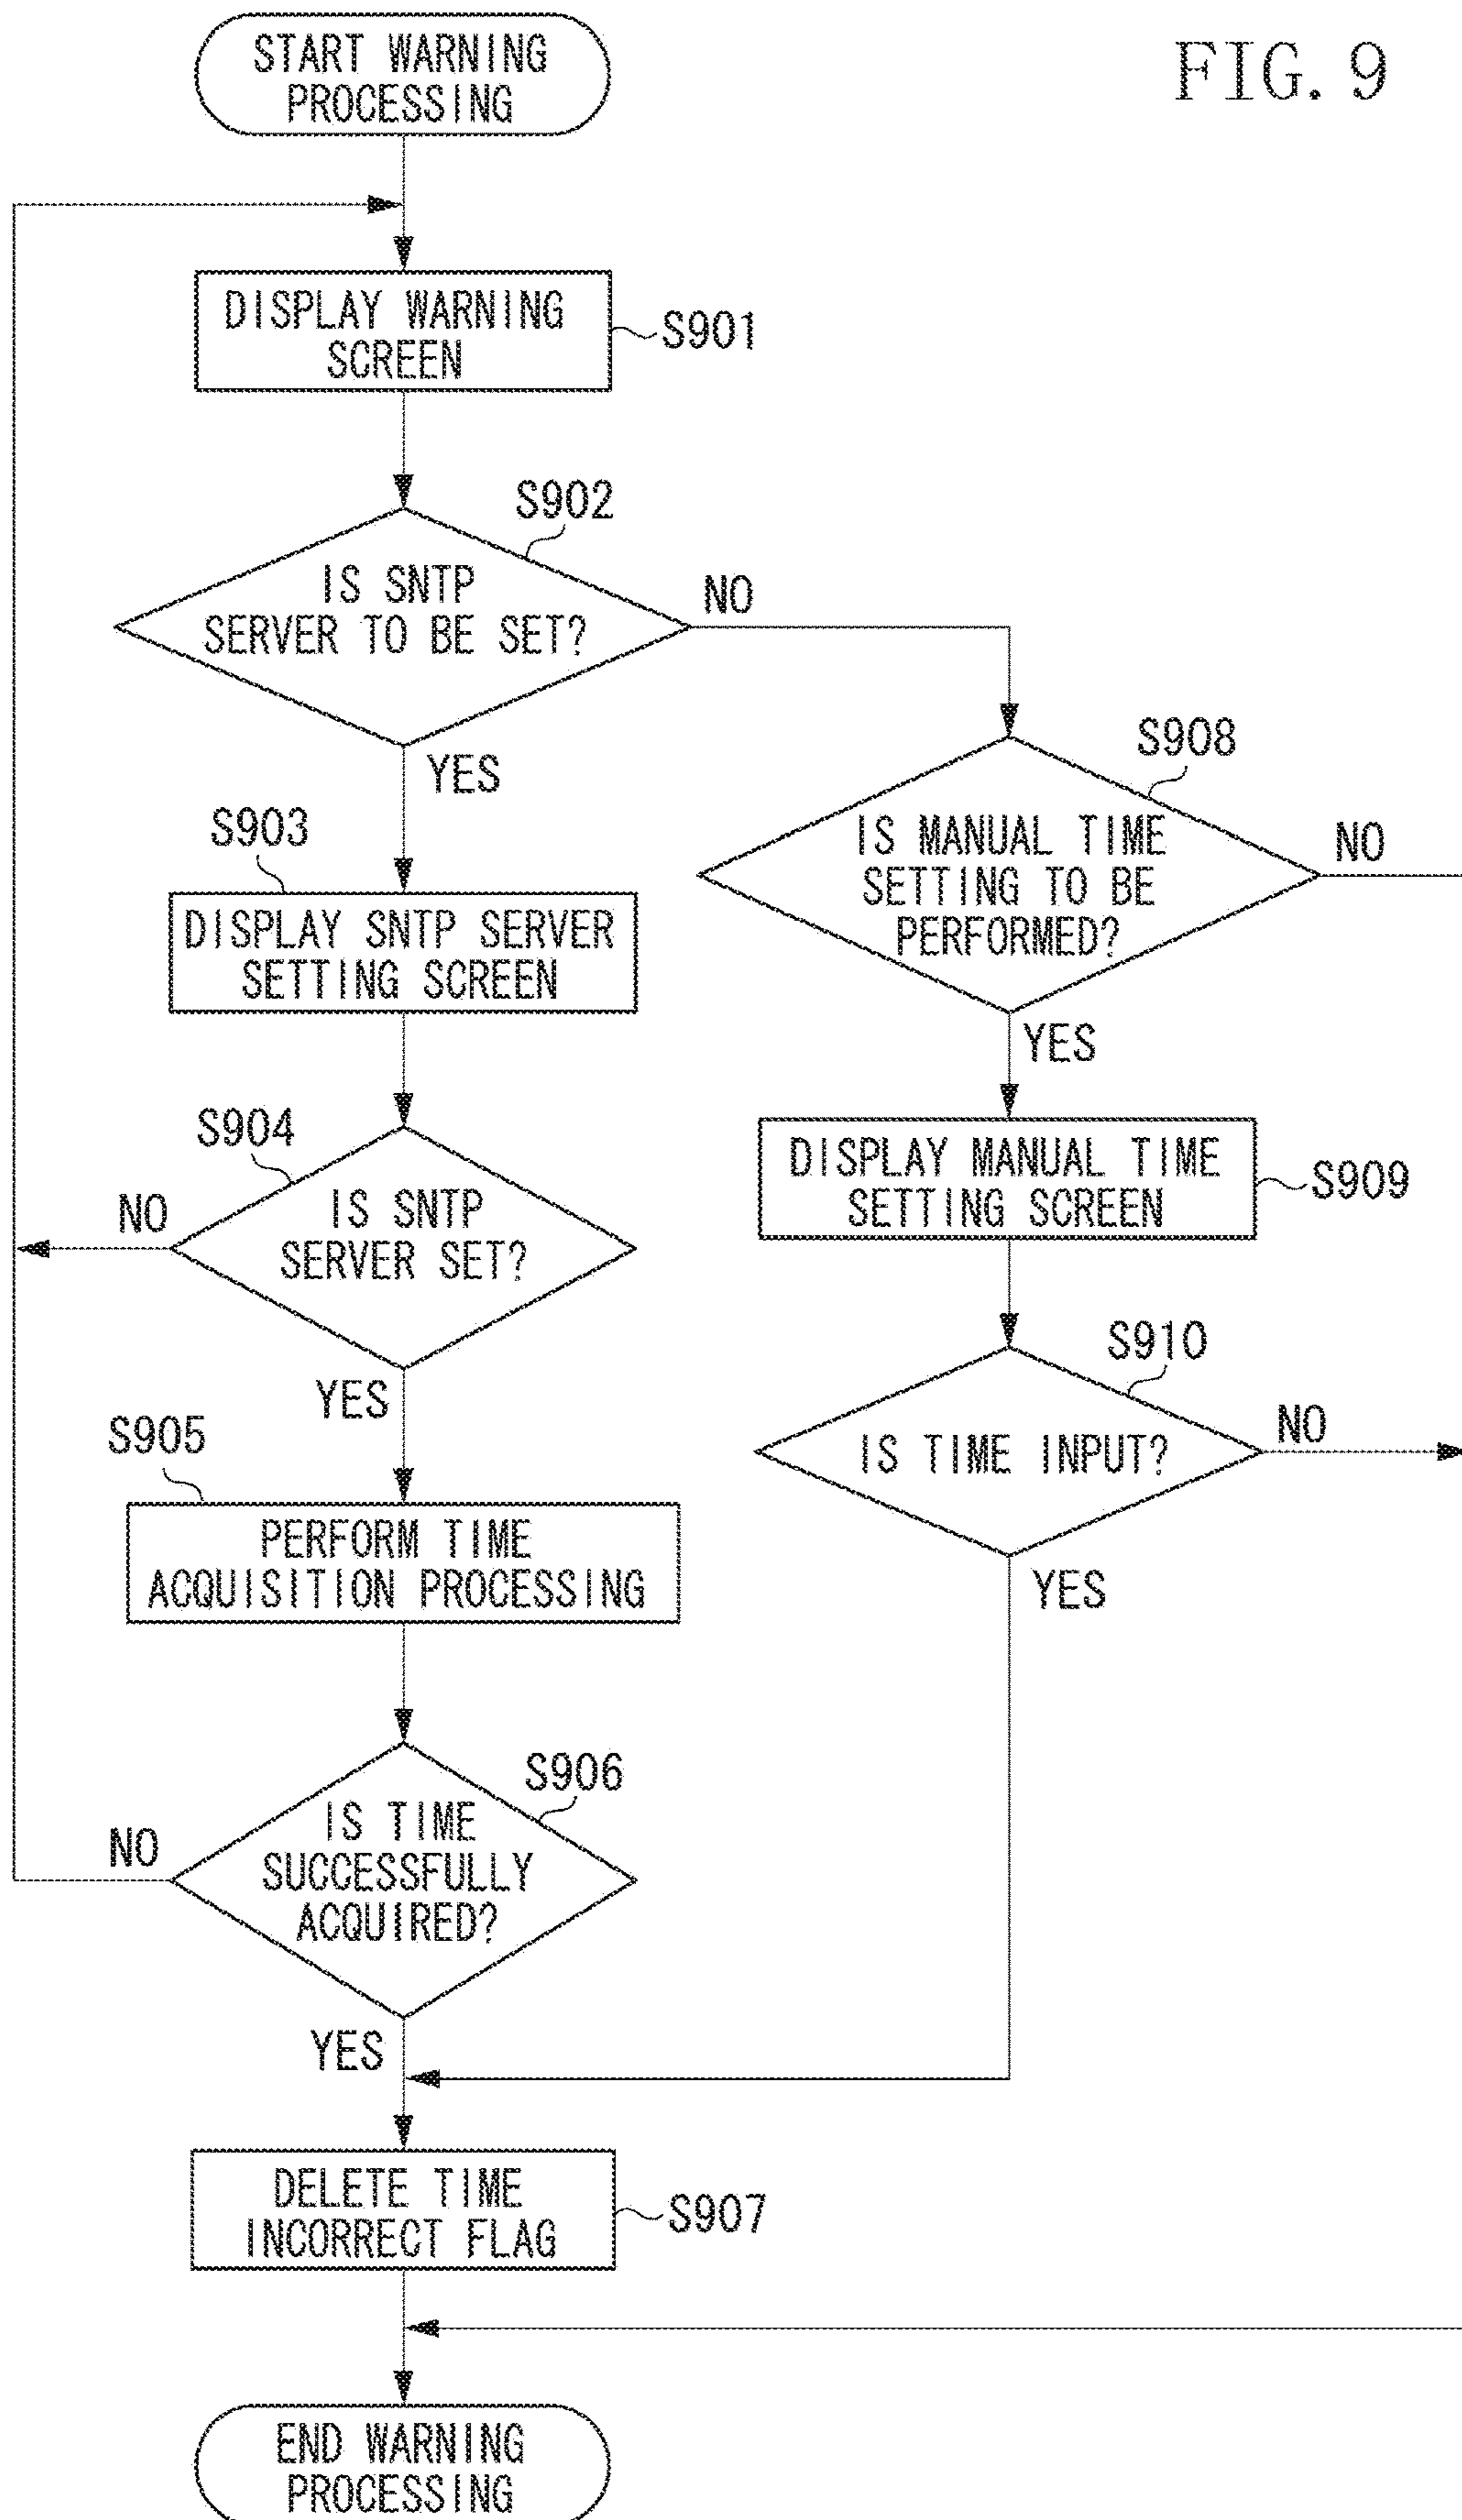 FIG. 9
START WARNING
PROCESSING
DISPLAY WARNING
SCREEN
S901
S902
IS SNTP
SERVER TO BE SET?
NO
YES
S903
DISPLAY SNTP SERVER
SETTING SCREEN
S904
IS SNTP
SERVER SET?
NO
YES
S905
PERFORM TIME
ACQUISITION PROCESSING
S906
IS TIME
SUCCESSFULLY
ACQUIRED?
NO
YES
DELETE TIME
INCORRECT FLAG
S907
S908
IS MANUAL TIME
SETTING TO BE
PERFORMED?
NO
YES
DISPLAY MANUAL TIME
SETTING SCREEN
S909
S910
IS TIME INPUT?
NO
YES
END WARNING
PROCESSING